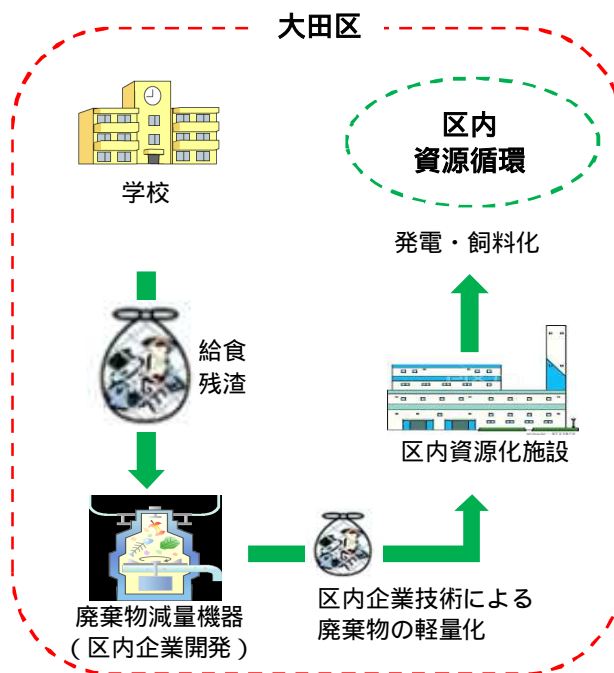 大田区
学校
区内
資源循環
発電・飼料化
給食
残渣
区内資源化施設
廃棄物減量機器
(区内企業開発)
区内企業技術による
廃棄物の軽量化